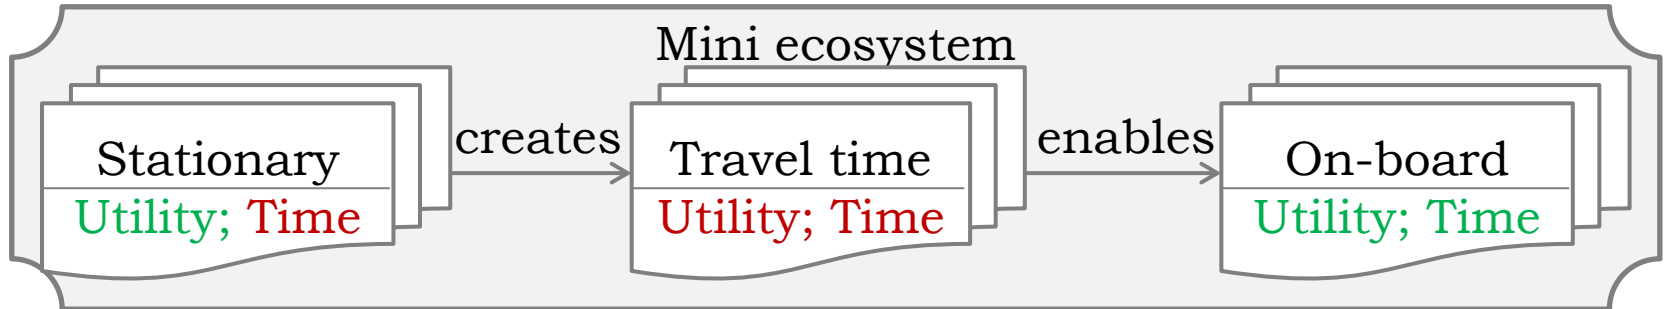 Mini ecosystem
Stationary
Utility; Time
creates
Travel time
Utility; Time
enables
On-board
Utility; Time